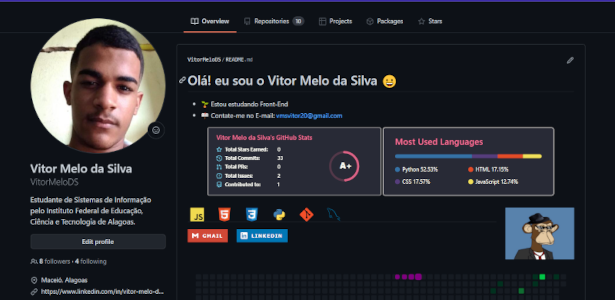 Overview
Repositories 10
Projects
Packages
Stars
VitorMeloDS / README.md
Olá! eu sou o Vitor Melo da Silva 😀
🌱 Estou estudando Front-End
Contate-me no E-mail: vmsvitor20@gmail.com
Vitor Melo da Silva's GitHub Stats
Total Stars Earned: 0
Total Commits: 33
Total PRs: 0
Total Issues: 2
Contributed to: 1
A+
Most Used Languages
Python 52.53%
HTML 17.15%
CSS 17.57%
JavaScript 12.74%
JS
GMAIL
LINKEDIN
Vitor Melo da Silva
VitorMeloDS
Estudante de Sistemas de Informação
pelo Instituto Federal de Educação,
Ciência e Tecnologia de Alagoas.
Edit profile
8 followers · 4 following
Maceió, Alagoas
https://www.linkedin.com/in/vitor-melo-d...